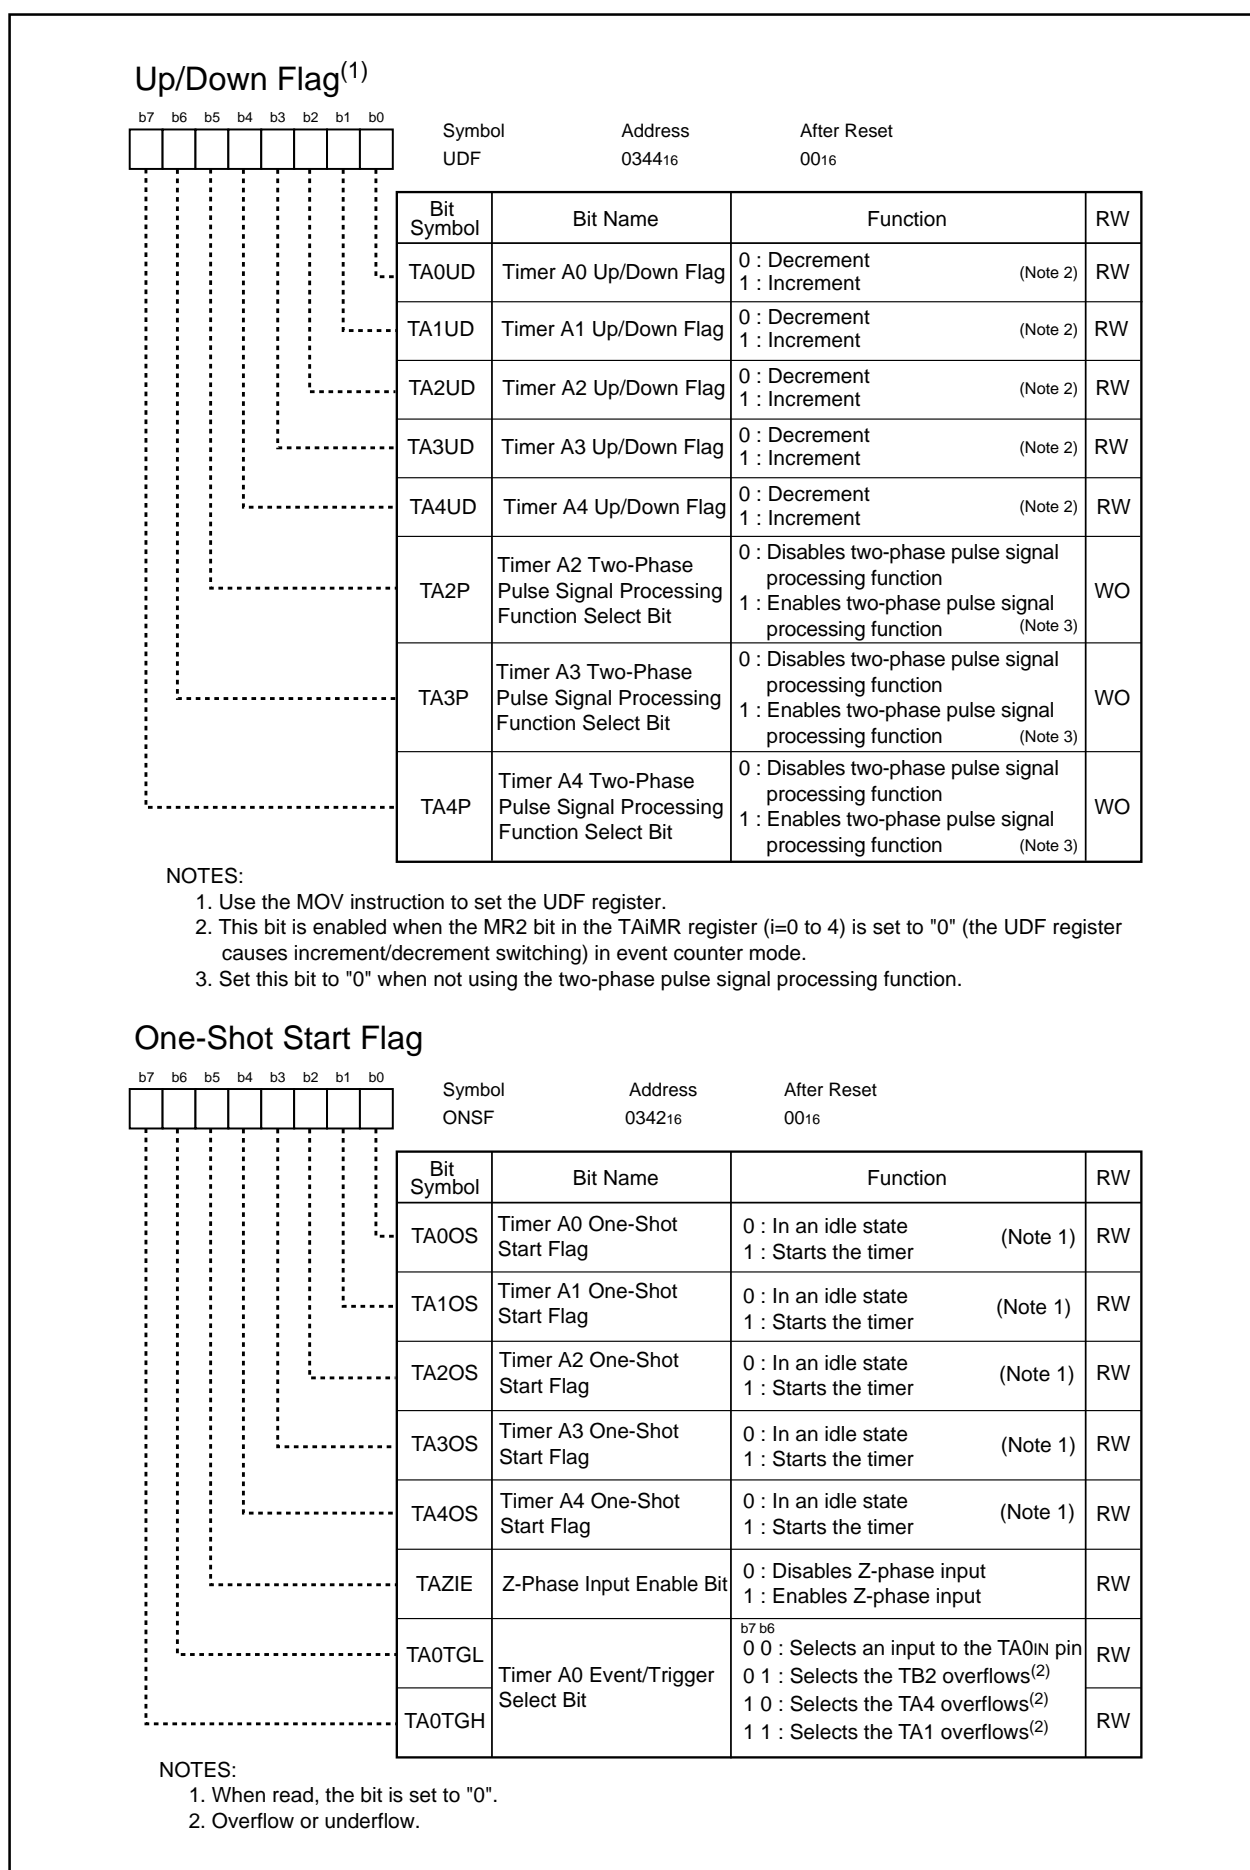 Up/Down Flag(1)
b7 b6 b5 b4 b3 b2 b1 b0
Symbol Address After Reset
UDF 034416 0016
Bit Symbol Bit Name Function RW
TA0UD Timer A0 Up/Down Flag 0 : Decrement
1 : Increment (Note 2) RW
TA1UD Timer A1 Up/Down Flag 0 : Decrement
1 : Increment (Note 2) RW
TA2UD Timer A2 Up/Down Flag 0 : Decrement
1 : Increment (Note 2) RW
TA3UD Timer A3 Up/Down Flag 0 : Decrement
1 : Increment (Note 2) RW
TA4UD Timer A4 Up/Down Flag 0 : Decrement
1 : Increment (Note 2) RW
TA2P
Timer A2 Two-Phase
Pulse Signal Processing
Function Select Bit
0 : Disables two-phase pulse signal
processing function
1 : Enables two-phase pulse signal
processing function (Note 3)
WO
TA3P
Timer A3 Two-Phase
Pulse Signal Processing
Function Select Bit
0 : Disables two-phase pulse signal
processing function
1 : Enables two-phase pulse signal
processing function (Note 3)
WO
TA4P
Timer A4 Two-Phase
Pulse Signal Processing
Function Select Bit
0 : Disables two-phase pulse signal
processing function
1 : Enables two-phase pulse signal
processing function (Note 3)
WO
NOTES:
1. Use the MOV instruction to set the UDF register.
2. This bit is enabled when the MR2 bit in the TAiMR register (i=0 to 4) is set to "0" (the UDF register
causes increment/decrement switching) in event counter mode.
3. Set this bit to "0" when not using the two-phase pulse signal processing function.
One-Shot Start Flag
b7 b6 b5 b4 b3 b2 b1 b0
Symbol Address After Reset
ONSF 034216 0016
Bit Symbol Bit Name Function RW
TA0OS
Timer A0 One-Shot
Start Flag
0 : In an idle state
1 : Starts the timer
(Note 1)
RW
TA1OS
Timer A1 One-Shot
Start Flag
0 : In an idle state
1 : Starts the timer
(Note 1)
RW
TA2OS
Timer A2 One-Shot
Start Flag
0 : In an idle state
1 : Starts the timer
(Note 1)
RW
TA3OS
Timer A3 One-Shot
Start Flag
0 : In an idle state
1 : Starts the timer
(Note 1)
RW
TA4OS
Timer A4 One-Shot
Start Flag
0 : In an idle state
1 : Starts the timer
(Note 1)
RW
TAZIE
Z-Phase Input Enable Bit
0 : Disables Z-phase input
1 : Enables Z-phase input
RW
TA0TGL
TA0TGH
Timer A0 Event/Trigger
Select Bit
b7 b6
0 0 : Selects an input to the TA0IN pin
0 1 : Selects the TB2 overflows(2)
1 0 : Selects the TA4 overflows(2)
1 1 : Selects the TA1 overflows(2)
RW
RW
NOTES:
1. When read, the bit is set to "0".
2. Overflow or underflow.